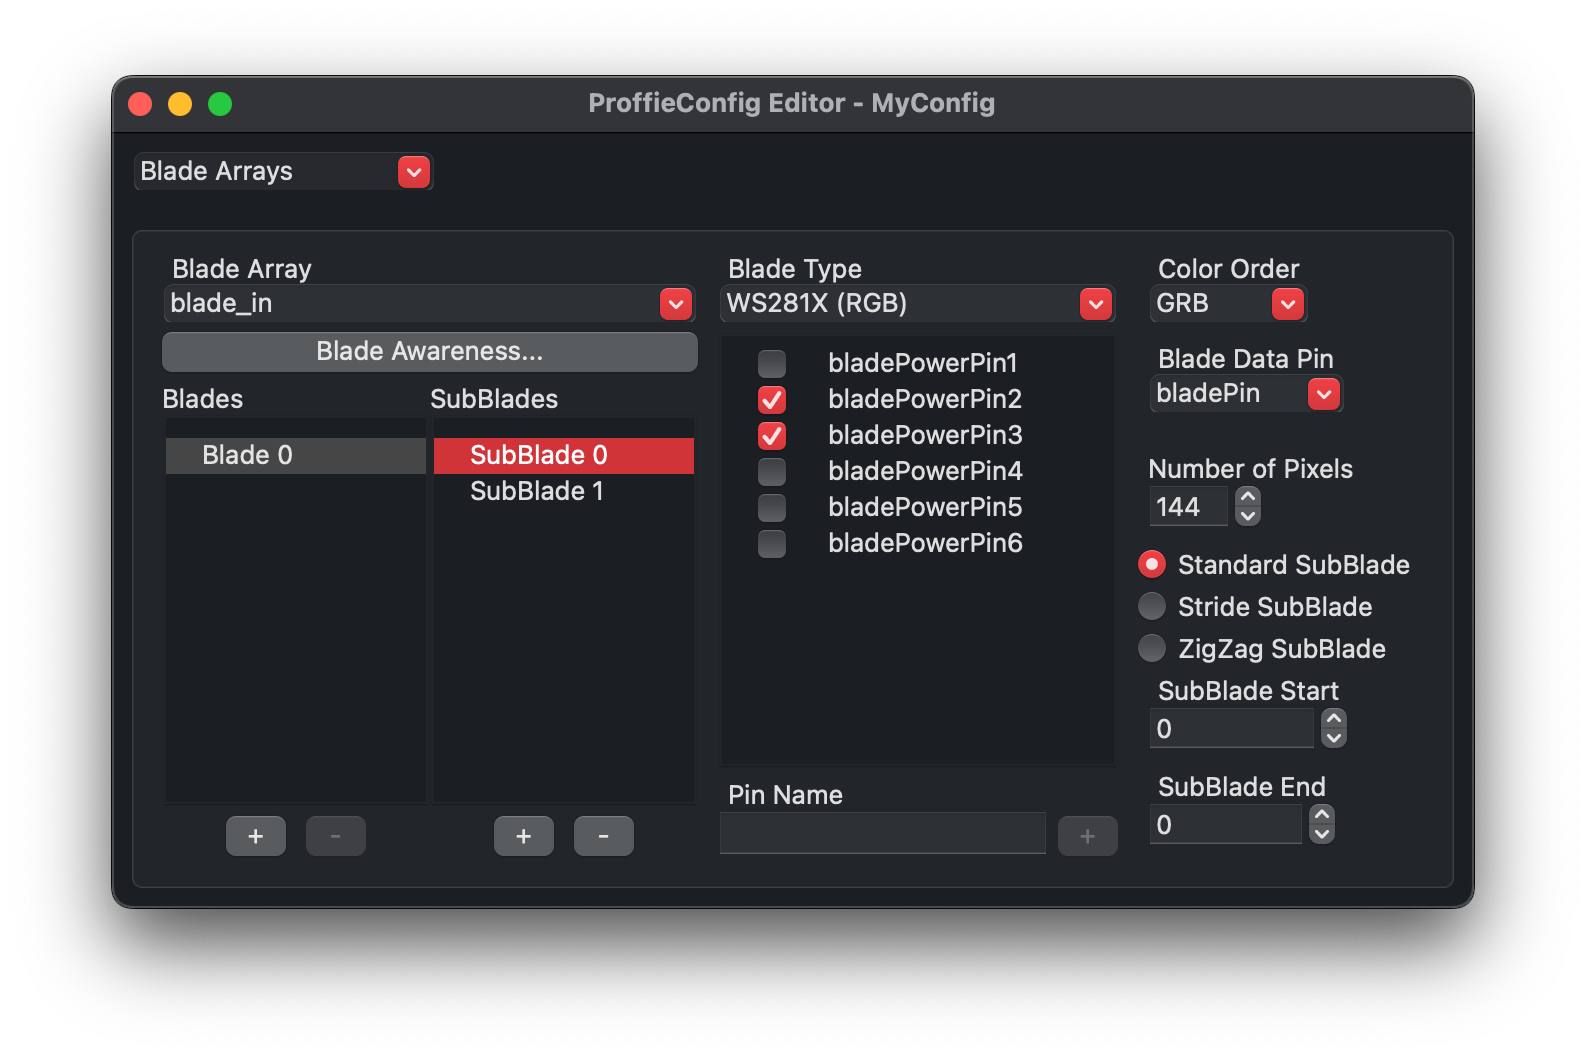 ProffieConfig Editor - MyConfig
Blade Arrays
Blade Array
blade_in
Blade Awareness...
Blades
SubBlades
Blade 0
SubBlade 0
SubBlade 1
+
-
+
-
Blade Type
WS281X (RGB)
bladePowerPin1
bladePowerPin2
bladePowerPin3
bladePowerPin4
bladePowerPin5
bladePowerPin6
Pin Name
+
Color Order
GRB
Blade Data Pin
bladePin
Number of Pixels
144
Standard SubBlade
Stride SubBlade
ZigZag SubBlade
SubBlade Start
0
SubBlade End
0